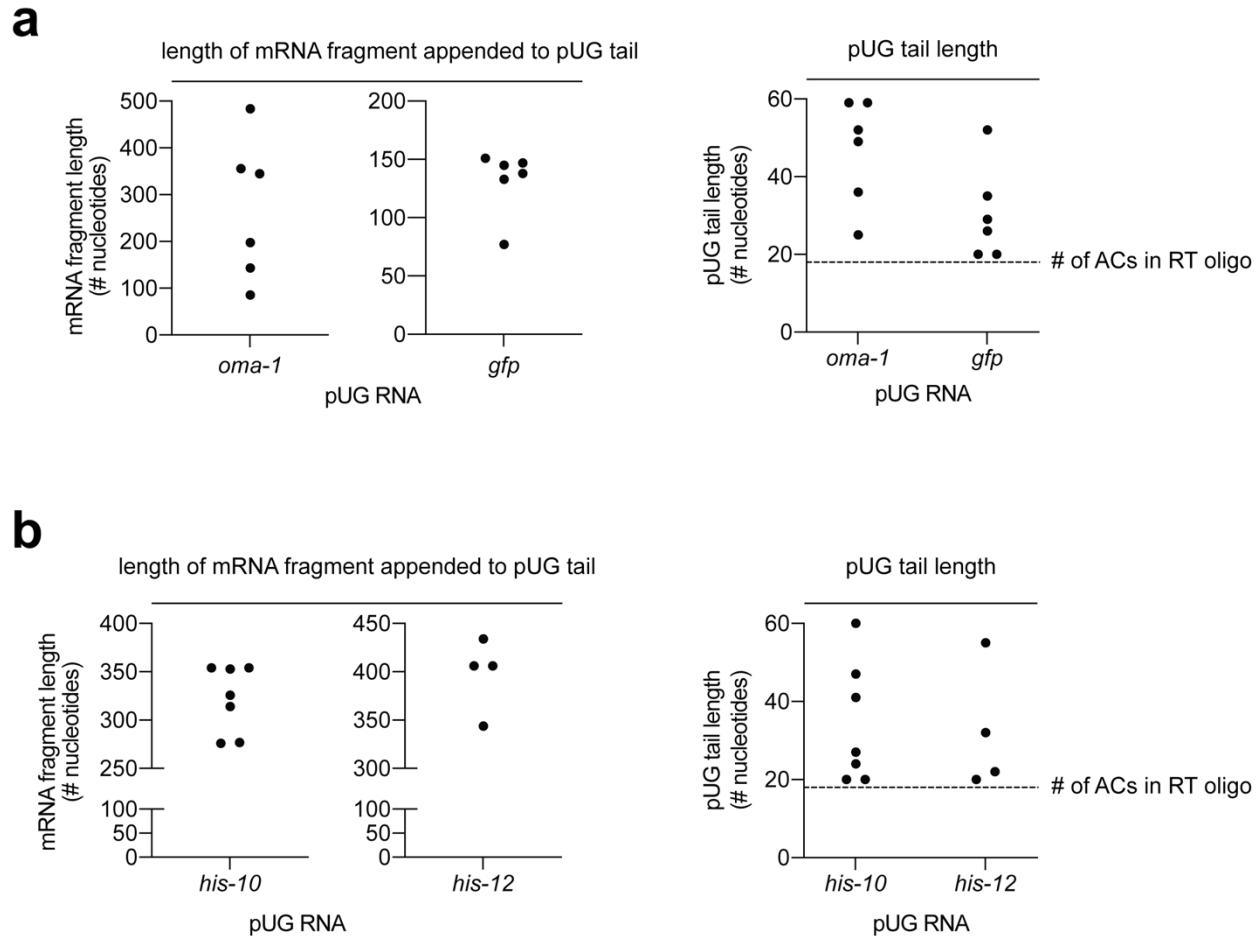 a
length of mRNA fragment appended to pUG tail
mRNA fragment length
(# nucleotides)
500
400
300
200
100
0
oma-1
200
150
100
50
0
gfp
pUG RNA
pUG tail length
pUG tail length
(# nucleotides)
60
40
20
0
# of ACs in RT oligo
oma-1
gfp
pUG RNA
b
length of mRNA fragment appended to pUG tail
mRNA fragment length
(# nucleotides)
400
350
300
250
100
50
0
his-10
450
400
350
300
100
50
0
his-12
pUG RNA
pUG tail length
pUG tail length
(# nucleotides)
60
40
20
0
# of ACs in RT oligo
his-10
his-12
pUG RNA